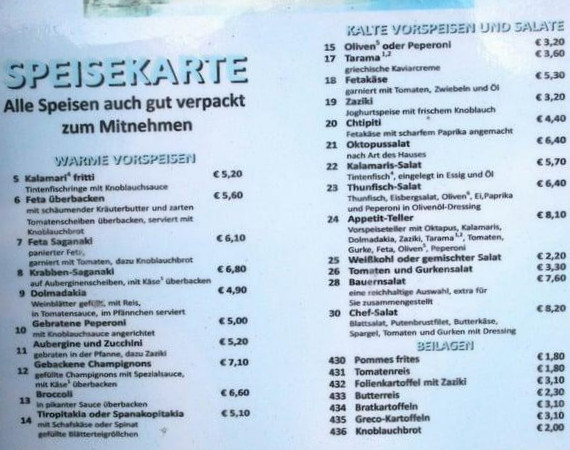 SPEISEKARTE
Alle Speisen auch gut verpackt
zum Mitnehmen
WARME VORSPEISEN
5 Kalamari⁴ fritti € 5,20
Tintenfischringe mit Knoblauchsauce
6 Feta überbacken € 5,60
mit schäumender Kräuterbutter und zarten
Tomatenscheiben überbacken, serviert mit
Knoblauchbrot
7 Feta Saganaki € 6,10
panierter Feta,
garniert mit Tomaten, dazu Knoblauchbrot
8 Krabben-Saganaki € 6,80
auf Auberginenscheiben, mit Käse¹ überbacken
9 Dolmadakia € 4,90
Weinblätter gefüllt, mit Reis,
in Tomatensauce, im Pfännchen serviert
10 Gebratene Peperoni € 5,00
mit Knoblauchsauce angerichtet
11 Aubergine und Zucchini € 5,20
gebraten in der Pfanne, dazu Zaziki
12 Gebackene Champignons € 7,10
gefüllte Champignons mit Spezialsauce,
mit Käse¹ überbacken
13 Broccoli € 6,60
in pikanter Sauce überbacken
14 Tiropitakia oder Spanakopitakia € 5,10
mit Schafskäse oder Spinat
gefüllte Blätterteigröllchen
KALTE VORSPEISEN UND SALATE
15 Oliven⁵ oder Peperoni € 3,20
17 Tarama¹,² € 3,60
griechische Kaviarcreme
18 Fetakäse € 5,30
garniert mit Tomaten, Zwiebeln und Öl
19 Zaziki € 3,20
Joghurtspeise mit frischem Knoblauch
20 Chtipiti € 4,40
Fetakäse mit scharfem Paprika angemacht
21 Oktopussalat € 6,40
nach Art des Hauses
22 Kalamaris-Salat € 5,70
Tintenfisch⁴, eingelegt in Essig und Öl
23 Thunfisch-Salat € 6,40
Thunfisch, Eisbergsalat, Oliven⁵, Ei,Paprika
und Peperoni in Olivenöl-Dressing
24 Appetit-Teller € 8,10
Vorspeiseteller mit Oktapus, Kalamaris,
Dolmadakia, Zaziki, Tarama¹,², Tomaten,
Gurke, Feta, Oliven⁵, Peperoni
25 Weißkohl oder gemischter Salat € 2,20
26 Tomaten und Gurkensalat € 3,30
28 Bauernsalat € 7,60
eine reichhaltige Auswahl, extra für
Sie zusammengestellt
30 Chef-Salat € 8,20
Blattsalat, Putenbrustfilet, Butterkäse,
Spargel, Tomaten und Gurken mit Dressing
BEILAGEN
430 Pommes frites € 1,80
431 Tomatenreis € 1,80
432 Folienkartoffel mit Zaziki € 3,10
433 Butterreis € 2,30
434 Bratkartoffeln € 3,10
435 Greco-Kartoffeln € 3,10
436 Knoblauchbrot € 2,00